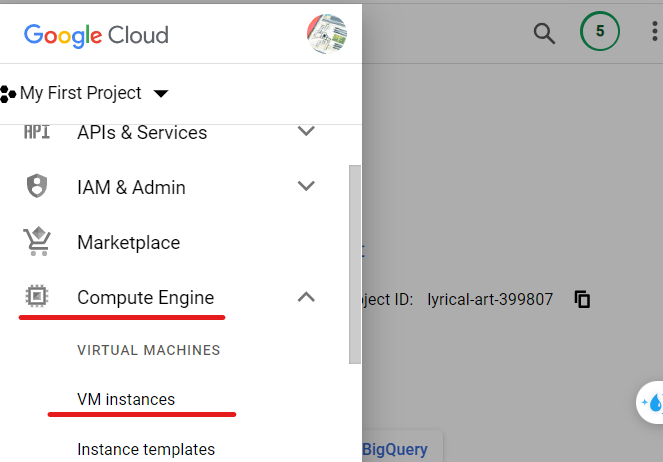 Google Cloud
5
My First Project
API APIs & Services
IAM & Admin
Marketplace
Compute Engine
ject ID: lyrical-art-399807
VIRTUAL MACHINES
VM instances
Instance templates
BigQuery